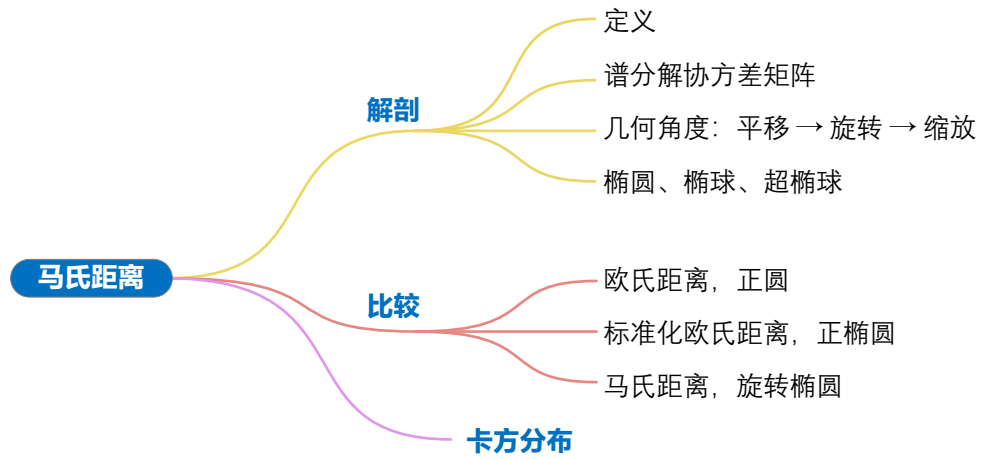 马氏距离
解剖
定义
谱分解协方差矩阵
几何角度：平移 → 旋转 → 缩放
椭圆、椭球、超椭球
比较
欧氏距离，正圆
标准化欧氏距离，正椭圆
马氏距离，旋转椭圆
卡方分布